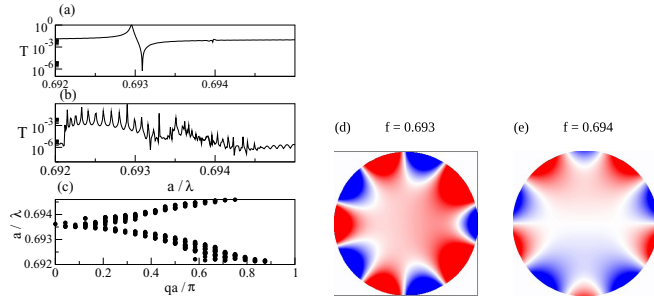 (a)
10⁰
T 10⁻³
10⁻⁶
0.692 0.693 0.694
(b)
T 10⁻³
10⁻⁶
0.692 0.693 0.694
a / λ
(c)
a / λ
0.694
0.693
0.692
0 0.2 0.4 0.6 0.8 1
qa / π
(d) f = 0.693
(e) f = 0.694